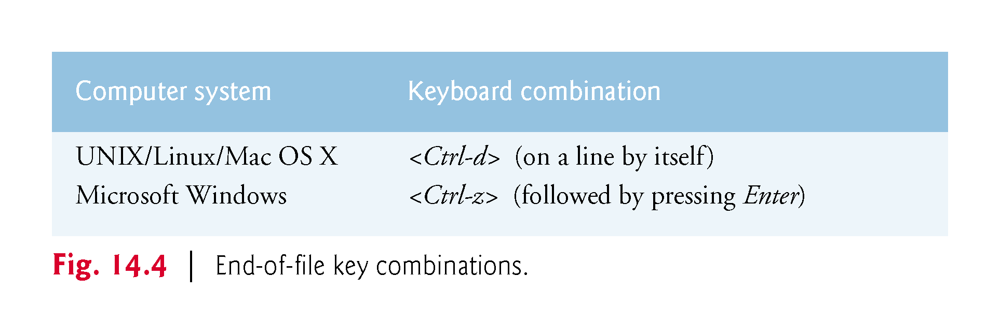 Computer system Keyboard combination
UNIX/Linux/Mac OS X <Ctrl-d> (on a line by itself)
Microsoft Windows <Ctrl-z> (followed by pressing Enter)
Fig. 14.4 | End-of-file key combinations.